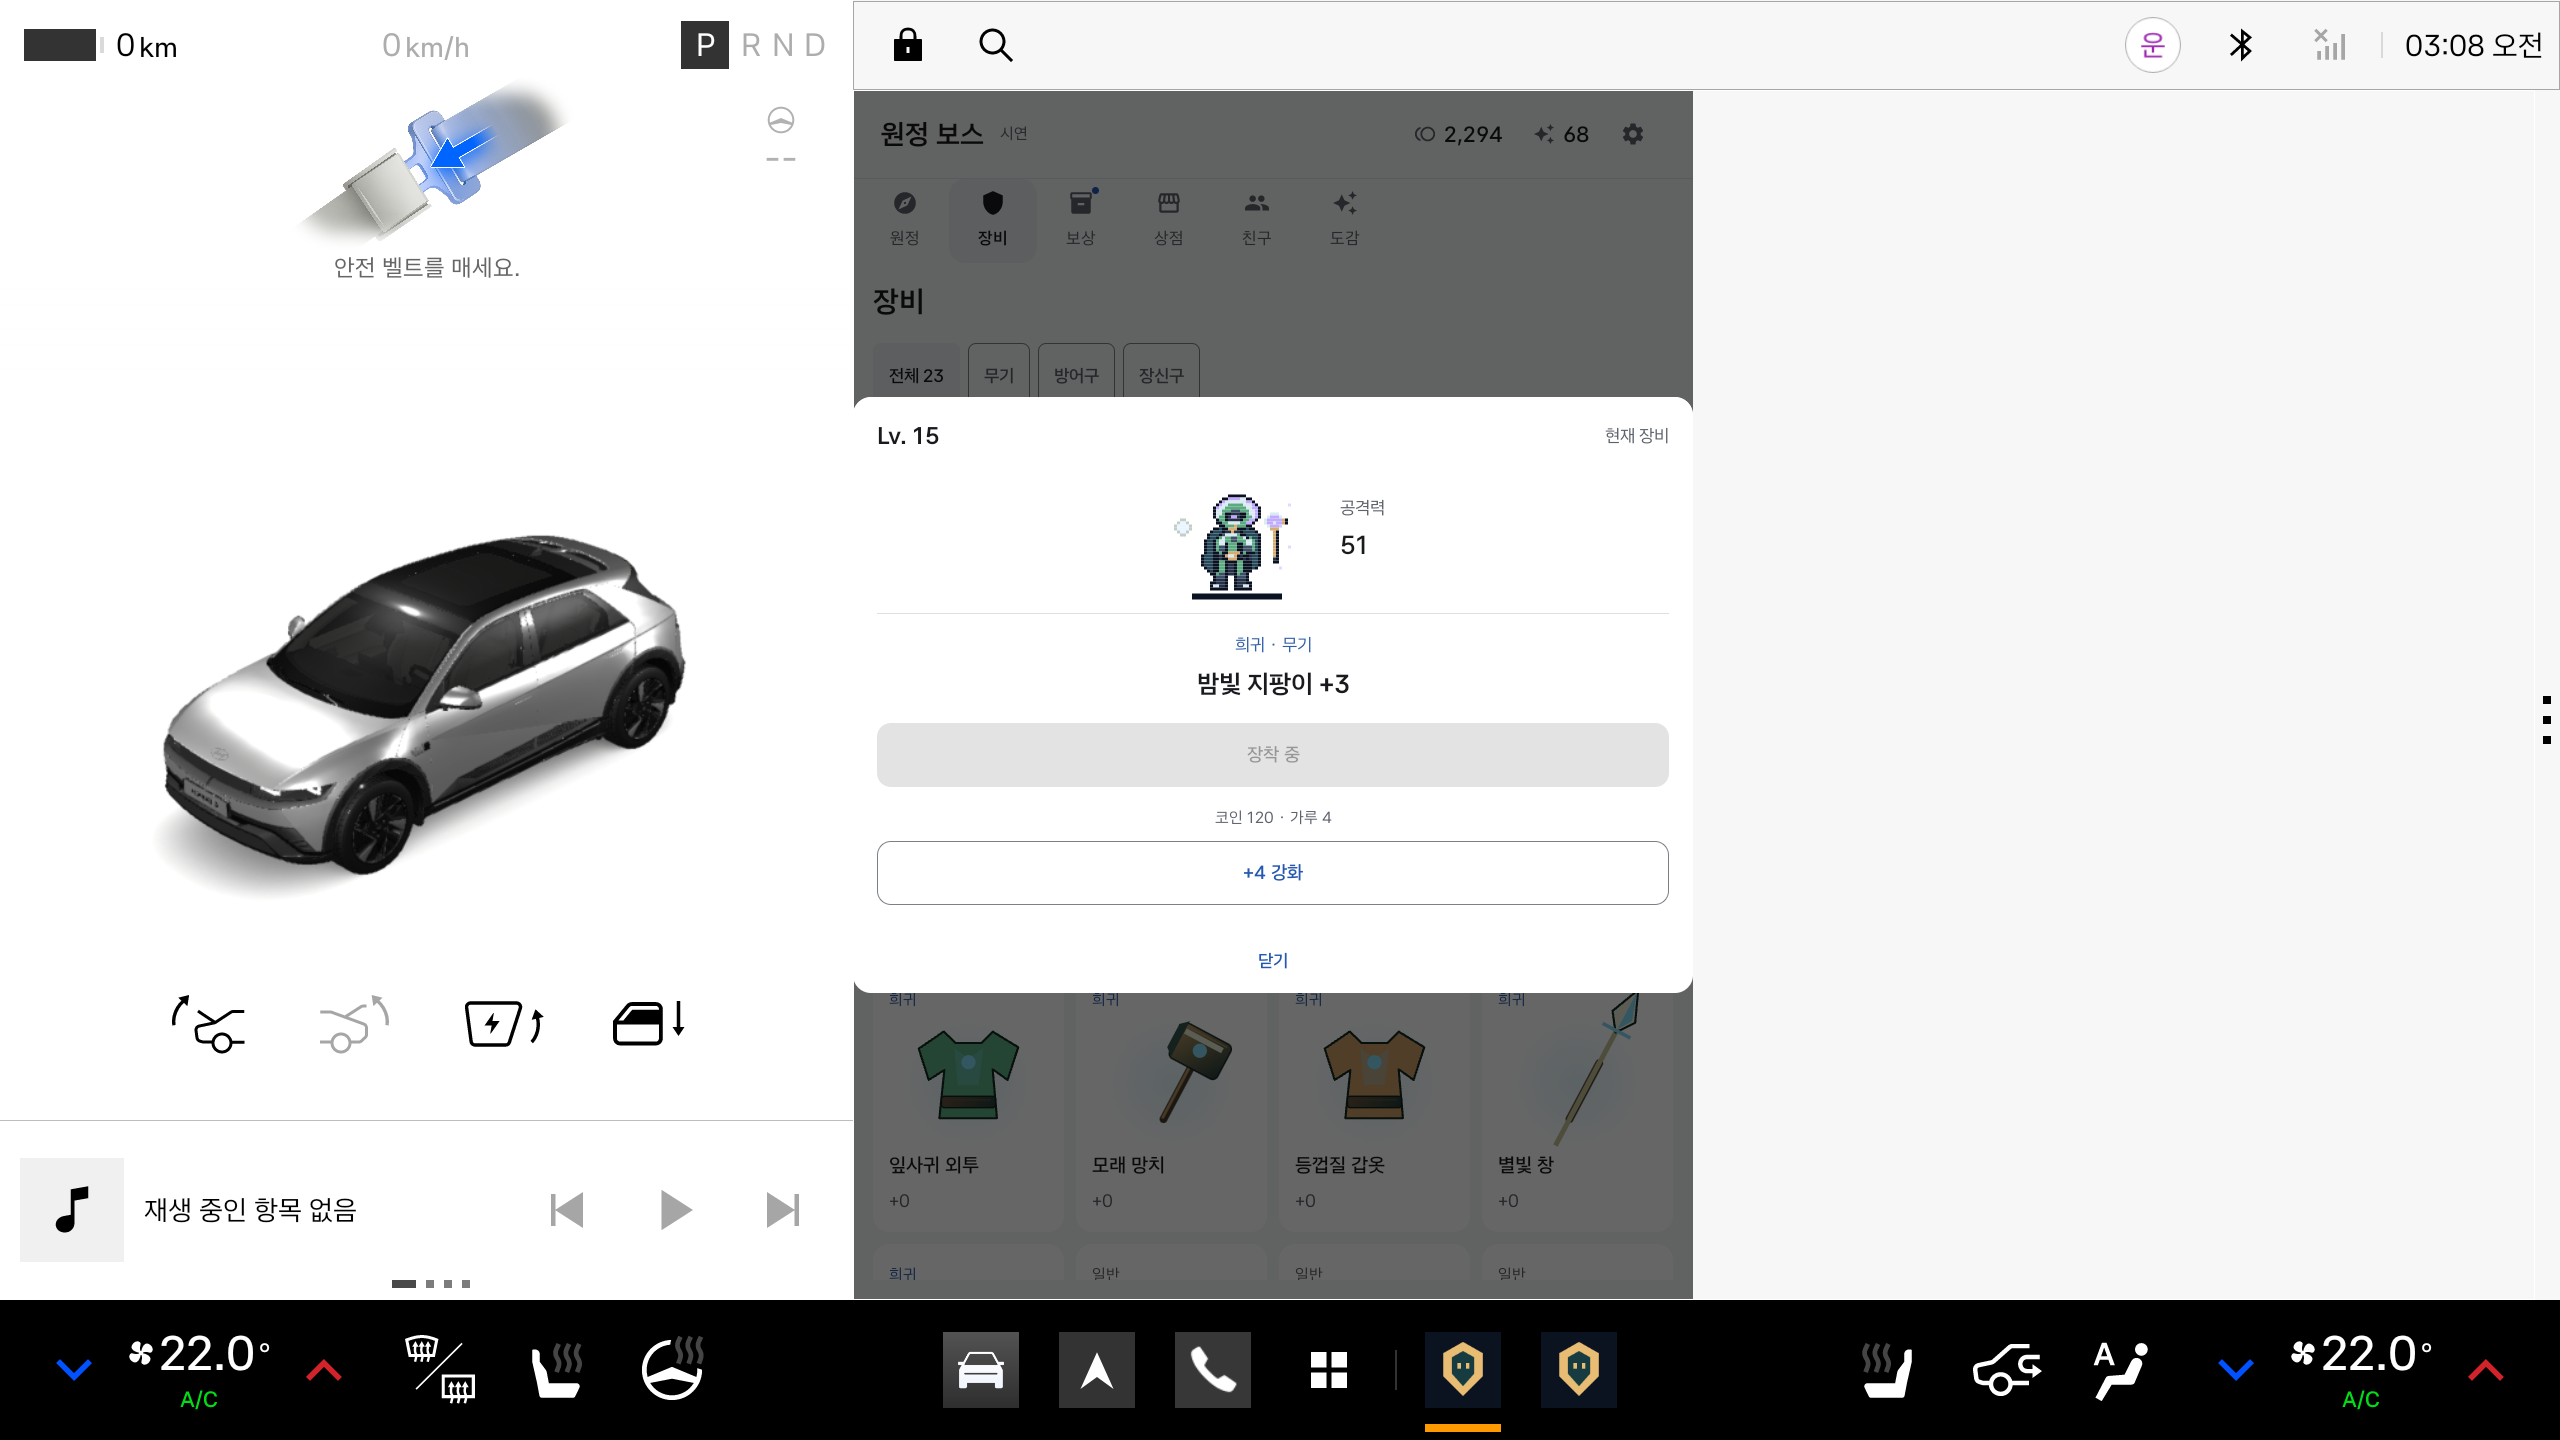 0 km
0 km/h
P R N D
운
03:08 오전
안전 벨트를 매세요.
원정 보스 시연
2,294
68
원정
장비
보상
상점
친구
도감
장비
전체 23
무기
방어구
장신구
Lv. 15
현재 장비
공격력
51
희귀 · 무기
밤빛 지팡이 +3
장착 중
코인 120 · 가루 4
+4 강화
닫기
희귀
희귀
희귀
희귀
잎사귀 외투
모래 망치
등껍질 갑옷
별빛 창
+0
+0
+0
+0
희귀
일반
일반
일반
재생 중인 항목 없음
22.0°
A/C
A
22.0°
A/C